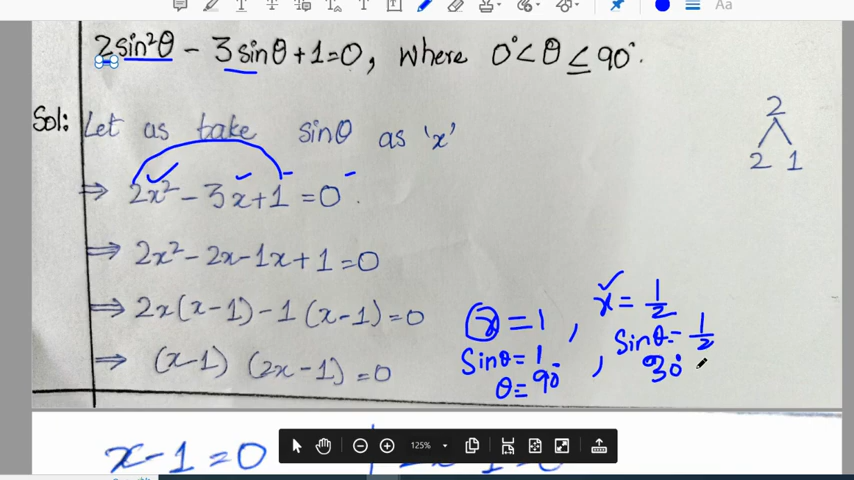 2sin²θ - 3sinθ+1=0, where 0°<θ≤90°.
Sol: Let as take sinθ as 'x'
⇒ 2x² - 3x+1 = 0
⇒ 2x² - 2x - 1x + 1 = 0
⇒ 2x(x-1) - 1(x-1) = 0
⇒ (x-1) (2x-1) = 0
2
2 1
x = 1 , x = 1/2
Sinθ = 1 , Sinθ = 1/2
θ = 90° 30°
x - 1 = 0
125%
Aa